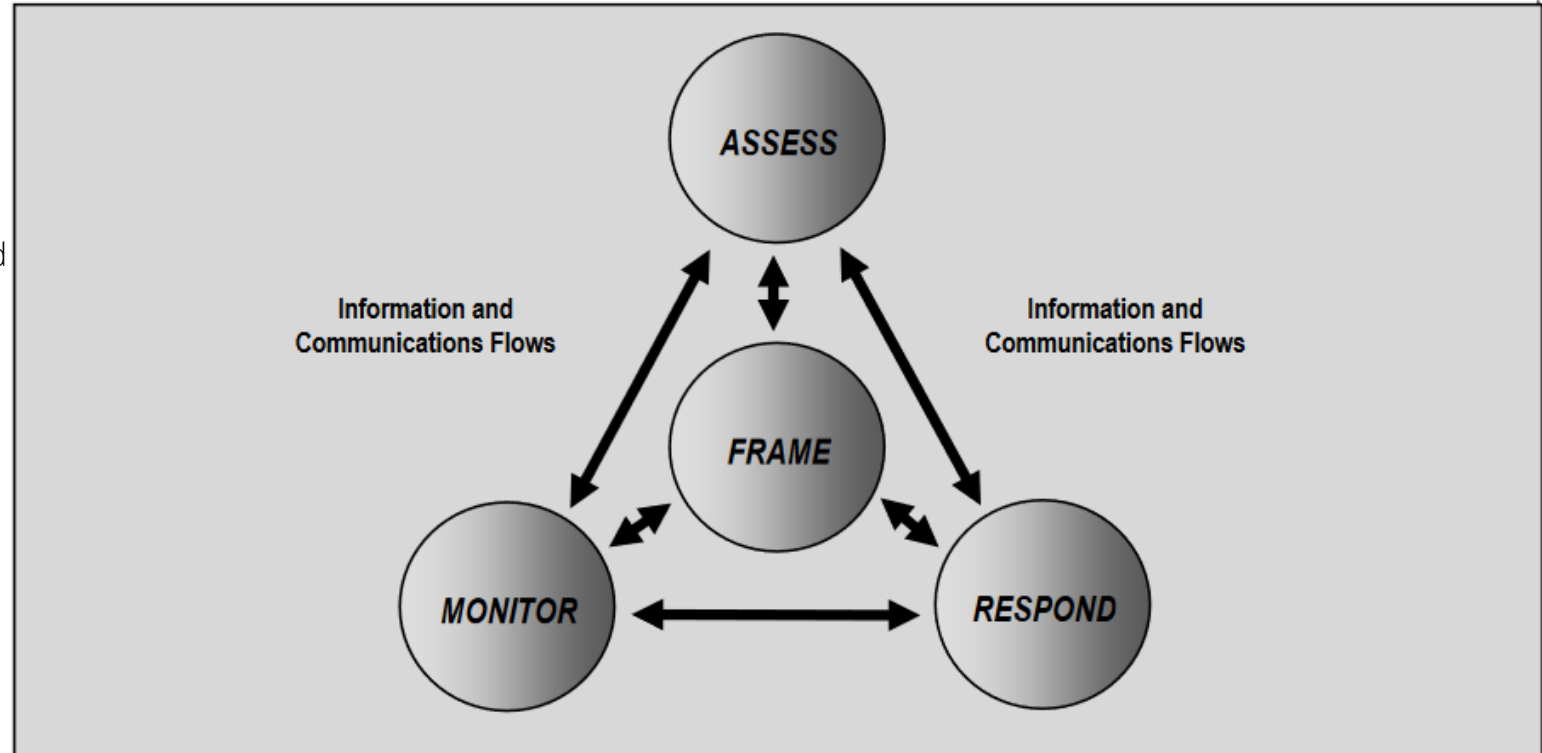 ASSESS
d
Information and
Communications Flows
Information and
Communications Flows
FRAME
MONITOR
RESPOND